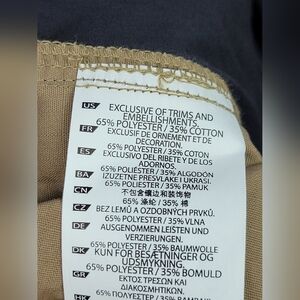 US EXCLUSIVE OF TRIMS AND
EMBELLISHMENTS.
65% POLYESTER / 35% COTTON
FR EXCLUSIF DE ORNEMENT ET DE
DECORATION.
65% POLYESTER / 35% COTON
ES EXCLUSIVO DEL RIBETE Y DE LOS
ADORNOS.
65% POLIÉSTER / 35% ALGODÓN
BA IZUZETNE PRESVLAKE I UKRASI.
65% POLYESTER / 35% PAMUK
CN 不包含镶边和装饰物
65% 涤纶 / 35% 棉
CZ BEZ LEMŮ A OZDOBNÝCH PRVKŮ.
65% POLYESTER / 35% VLNA
DE AUSGENOMMEN LEISTEN UND
VERZIERUNGEN.
65% POLYESTER / 35% BAUMWOLLE
DK KUN FOR BESÆTNINGER OG
UDSMYKNING.
65% POLYESTER / 35% BOMULD
GR ΕΚΤΟΣ ΤΡΕΣΩΝ ΚΑΙ
ΔΙΑΚΟΣΜΗΤΙΚΩΝ.
65% ΠΟΛΥΕΣΤΕΡ / 35% ΒΑΜΒΑΚΙ
HK